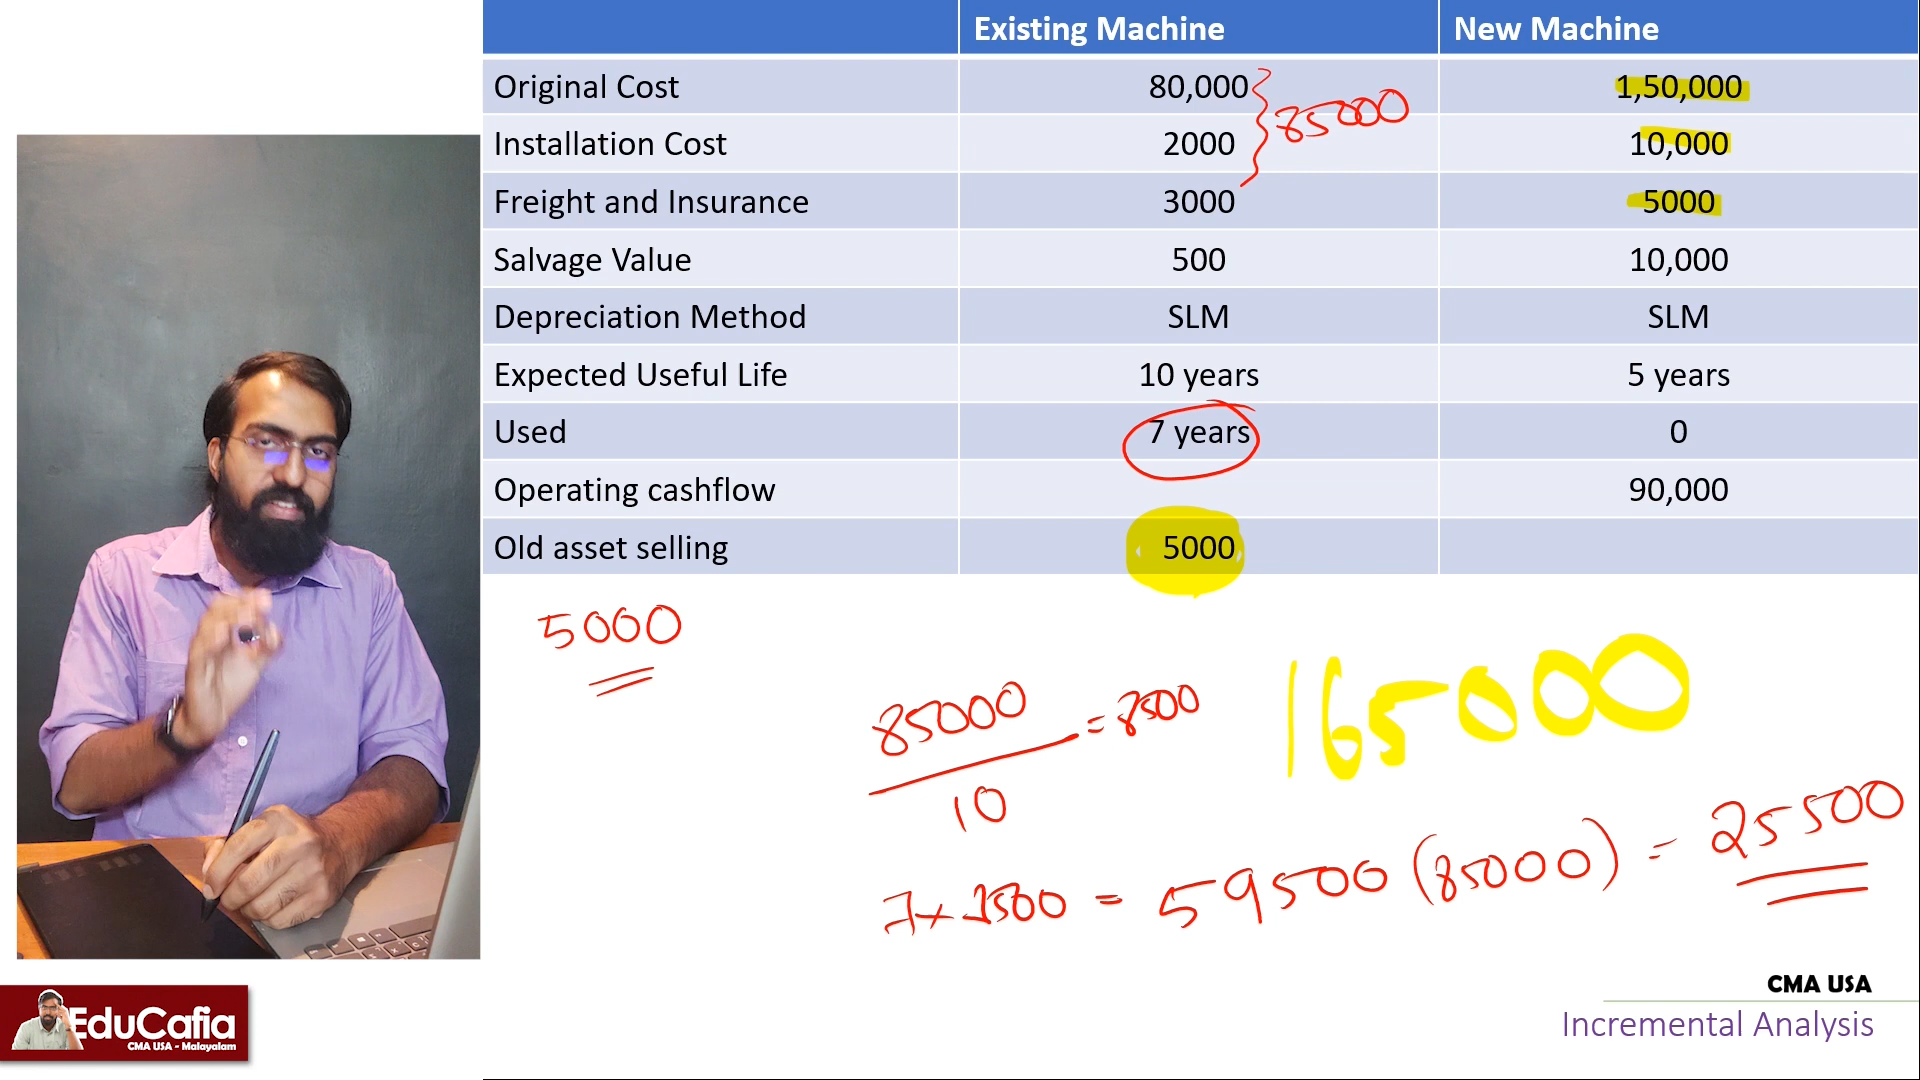 Existing Machine New Machine
Original Cost 80,000 1,50,000
85000
Installation Cost 2000 10,000
Freight and Insurance 3000 5000
Salvage Value 500 10,000
Depreciation Method SLM SLM
Expected Useful Life 10 years 5 years
Used 7 years 0
Operating cashflow 90,000
Old asset selling 5000
5000
85000 = 8500
10
165000
7 x 8500 = 59500 (85000) = 25500
CMA USA
Incremental Analysis
EduCafia
CMA USA - Malayalam